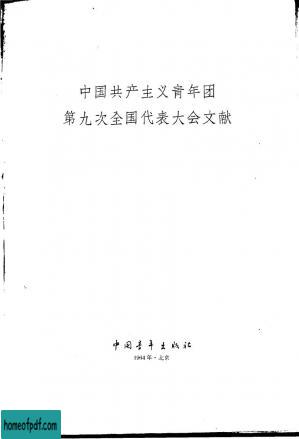 中国共产主义青年团
第九次全国代表大会文献
中国青年出版社
1964年·北京
homeofpdf.com